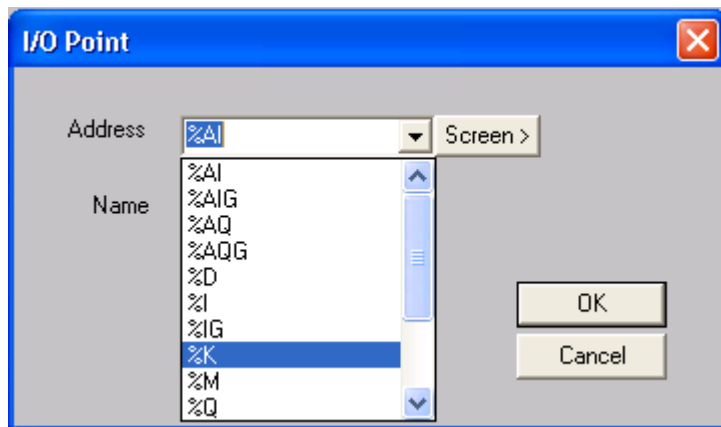 I/O Point
Address %AI Screen >
%AI
Name %AIG
%AQ
%AQG
%D
%I OK
%IG
%K Cancel
%M
%Q